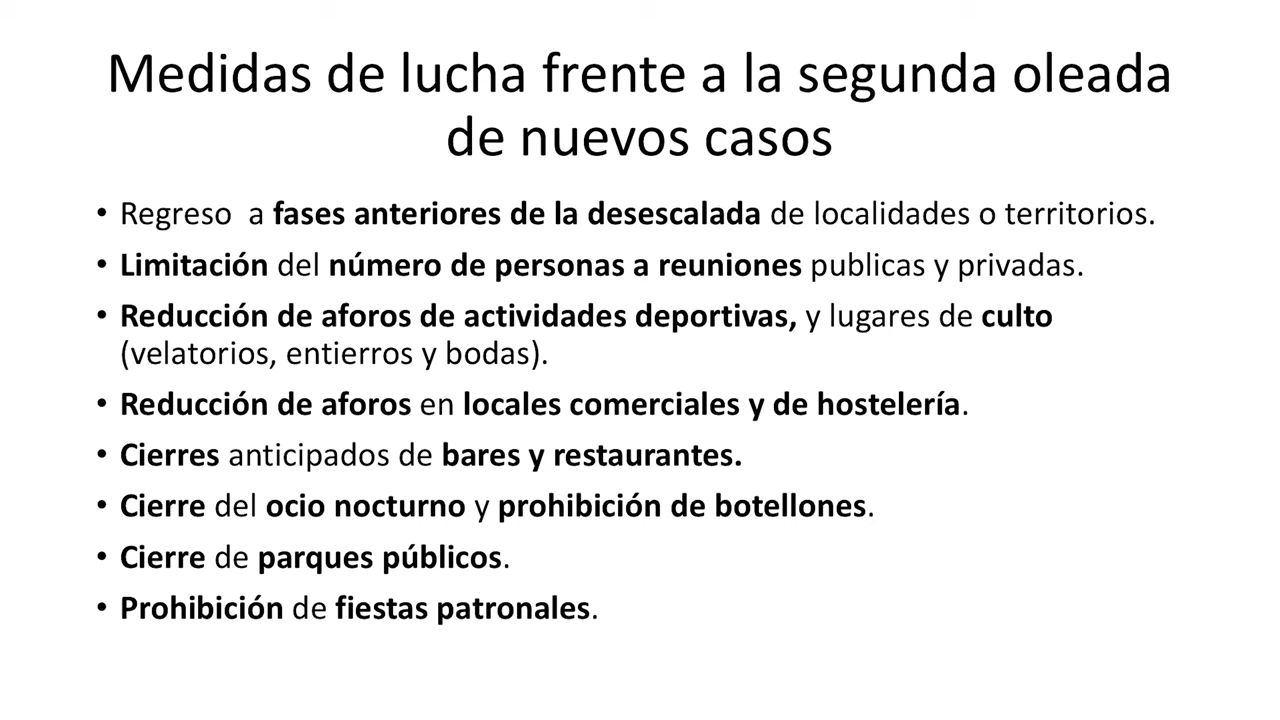 Medidas de lucha frente a la segunda oleada
de nuevos casos
• Regreso  a fases anteriores de la desescalada de localidades o territorios.
• Limitación del número de personas a reuniones publicas y privadas.
• Reducción de aforos de actividades deportivas, y lugares de culto
(velatorios, entierros y bodas).
• Reducción de aforos en locales comerciales y de hostelería.
• Cierres anticipados de bares y restaurantes.
• Cierre del ocio nocturno y prohibición de botellones.
• Cierre de parques públicos.
• Prohibición de fiestas patronales.